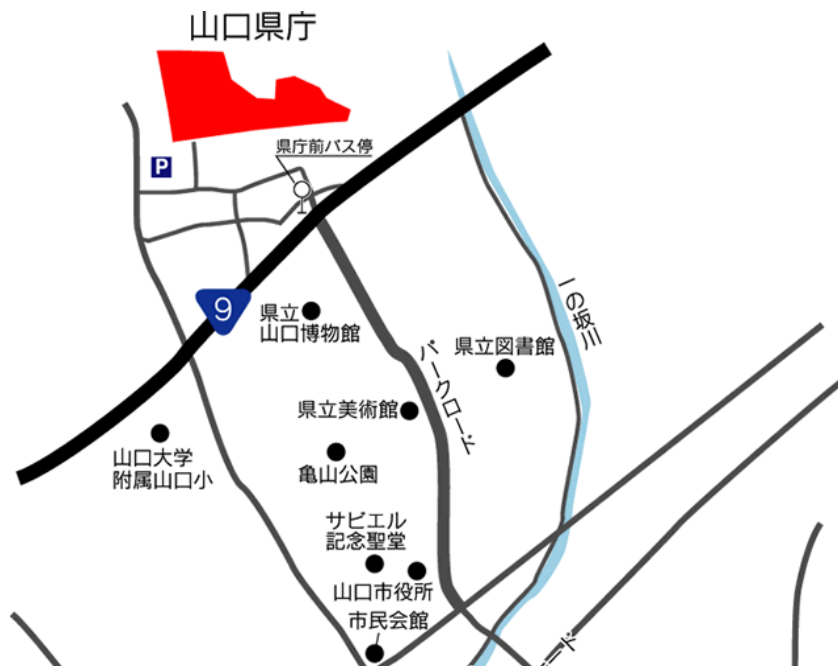 山口県庁
県庁前バス停
P
9
県立
山口博物館
一の坂川
県立図書館
パークロード
県立美術館
山口大学
附属山口小
亀山公園
サビエル
記念聖堂
山口市役所
市民会館
ード